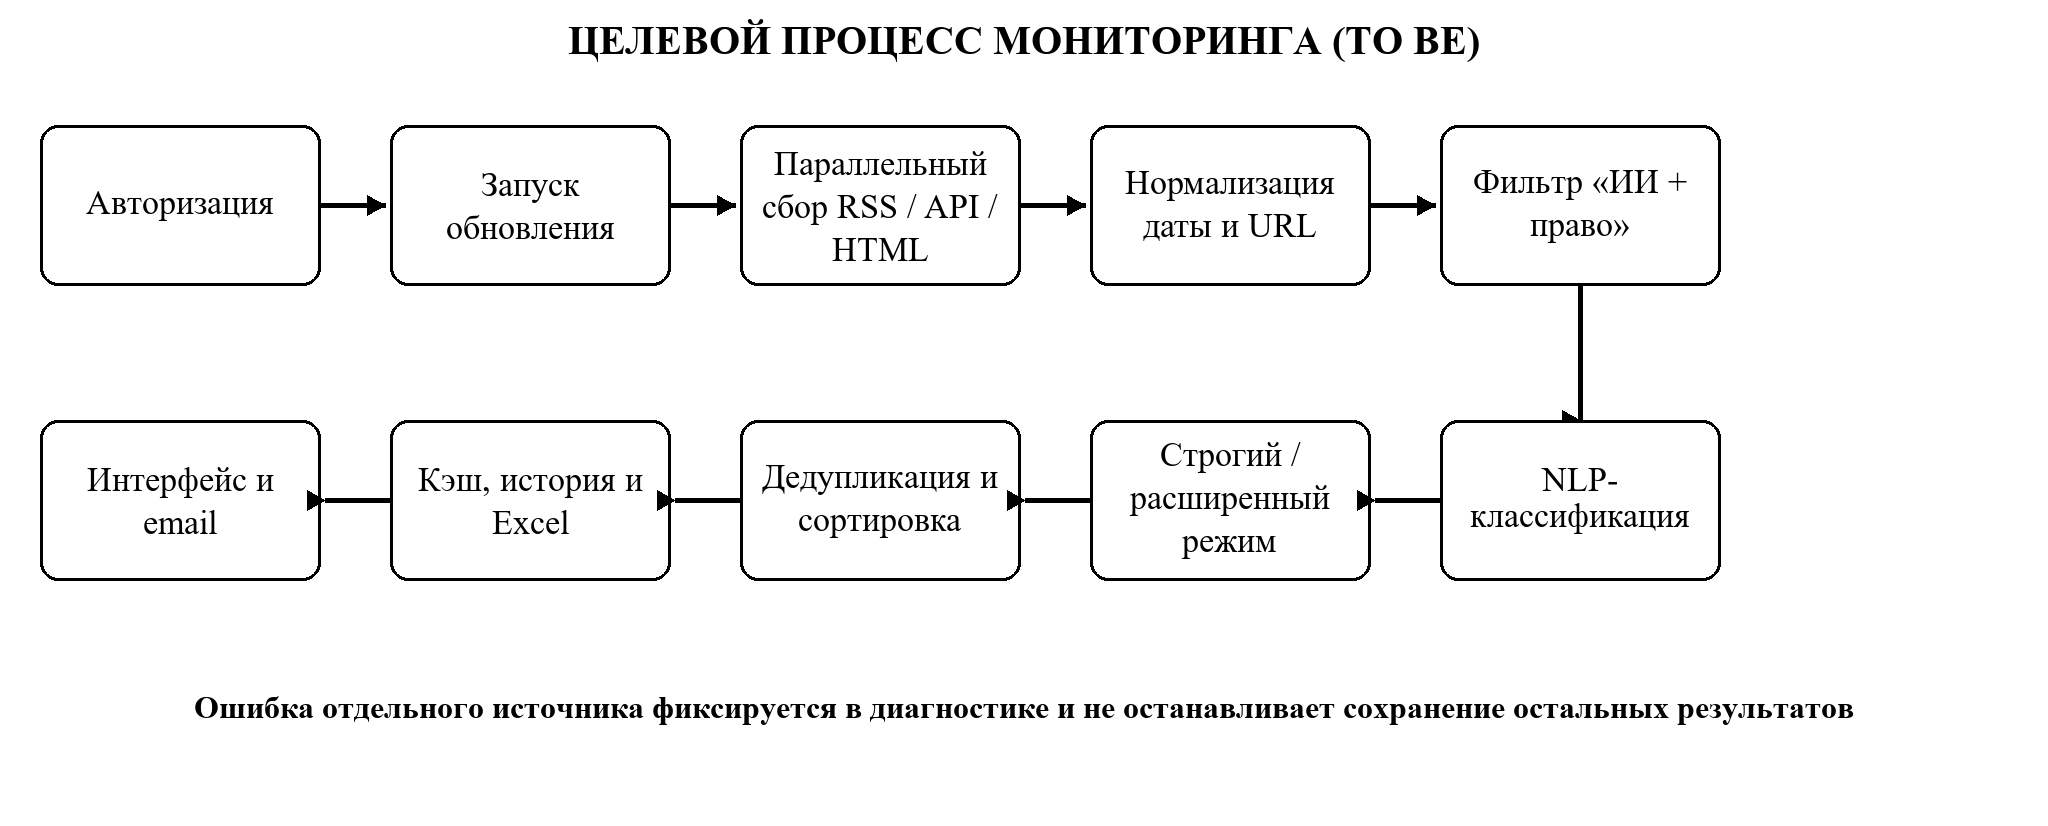 ЦЕЛЕВОЙ ПРОЦЕСС МОНИТОРИНГА (TO BE)
Авторизация
Запуск
обновления
Параллельный
сбор RSS / API /
HTML
Нормализация
даты и URL
Фильтр «ИИ +
право»
Интерфейс и
email
Кэш, история и
Excel
Дедупликация и
сортировка
Строгий /
расширенный
режим
NLP-
классификация
Ошибка отдельного источника фиксируется в диагностике и не останавливает сохранение остальных результатов